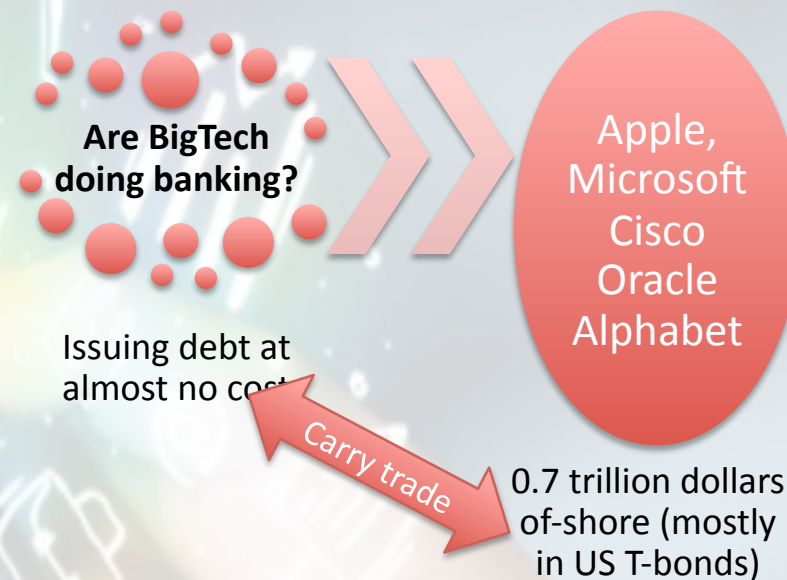 Are BigTech
doing banking?
Apple,
Microsoft
Cisco
Oracle
Alphabet
Issuing debt at
almost no cost
Carry trade
0.7 trillion dollars
of-shore (mostly
in US T-bonds)